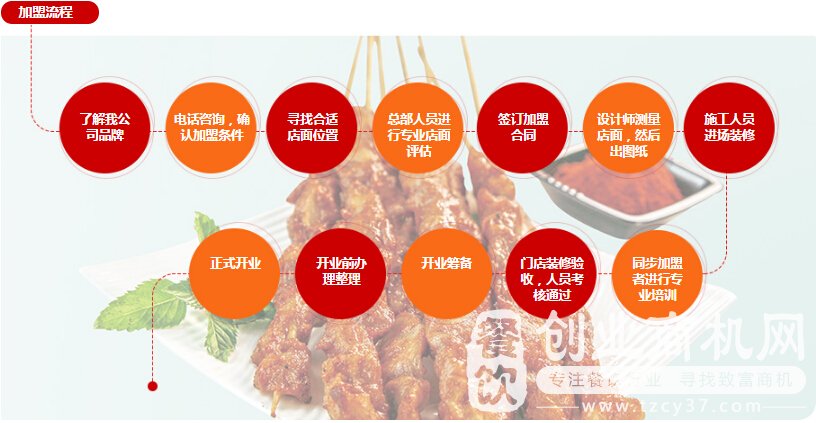 加盟流程
了解我公
司品牌
电话咨询，确
认加盟条件
寻找合适
店面位置
总部人员进
行专业店面
评估
签订加盟
合同
设计师测量
店面，然后
出图纸
施工人员
进场装修
正式开业
开业前办
理整理
开业筹备
门店装修验
收，人员考
核通过
同步加盟
者进行专
业培训
餐饮
创业商机网
专注餐饮行业 寻找致富商机
www.tzcy37.com